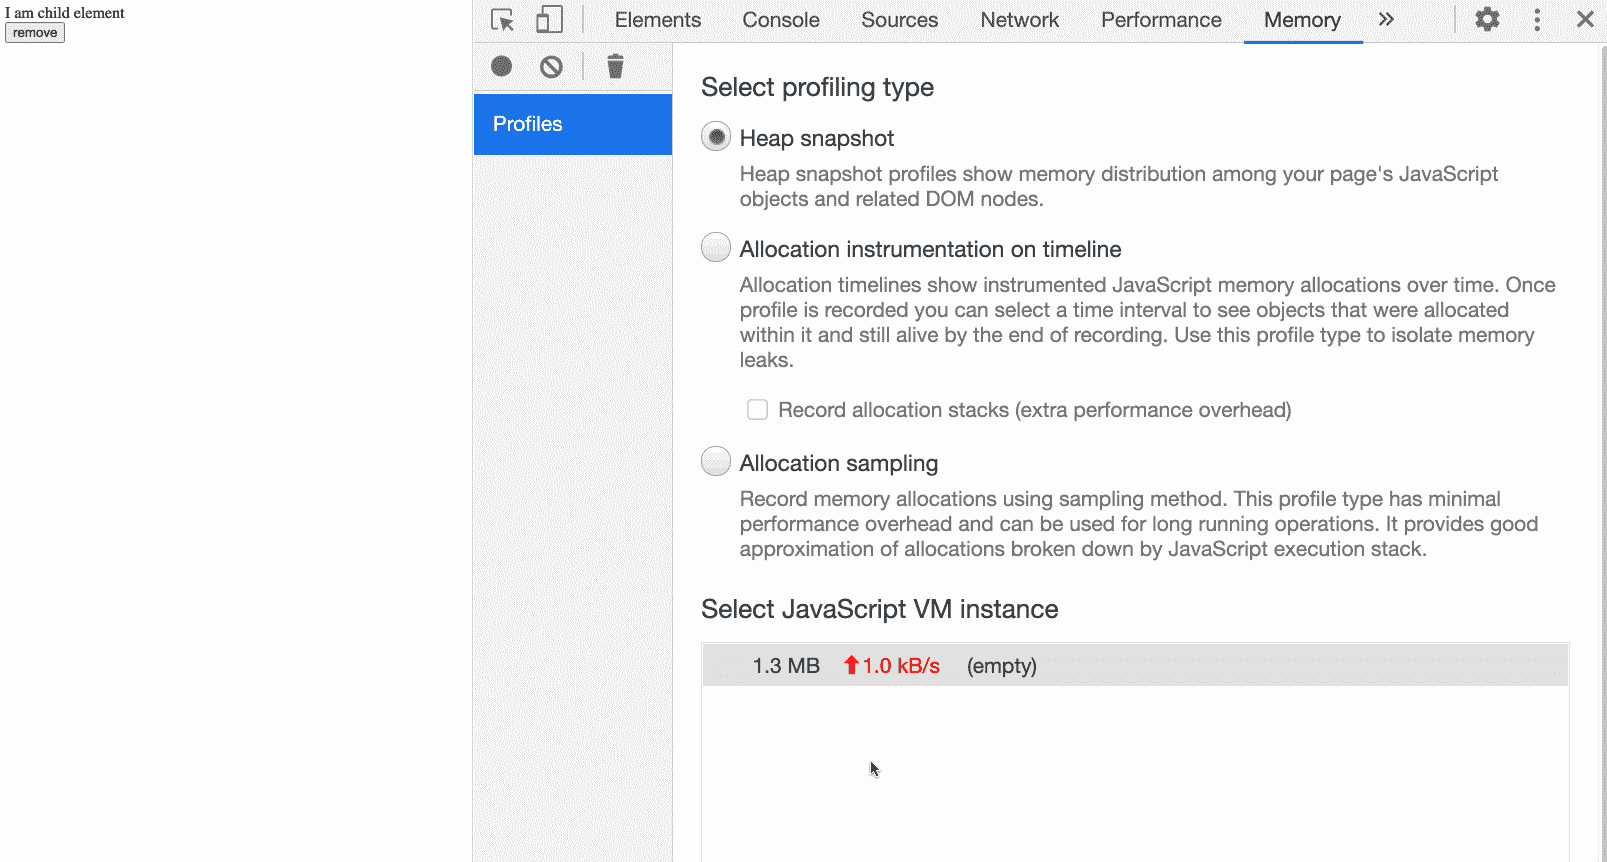 I am child element
remove
Elements Console Sources Network Performance Memory
Profiles
Select profiling type
Heap snapshot
Heap snapshot profiles show memory distribution among your page's JavaScript
objects and related DOM nodes.
Allocation instrumentation on timeline
Allocation timelines show instrumented JavaScript memory allocations over time. Once
profile is recorded you can select a time interval to see objects that were allocated
within it and still alive by the end of recording. Use this profile type to isolate memory
leaks.
Record allocation stacks (extra performance overhead)
Allocation sampling
Record memory allocations using sampling method. This profile type has minimal
performance overhead and can be used for long running operations. It provides good
approximation of allocations broken down by JavaScript execution stack.
Select JavaScript VM instance
1.3 MB 1.0 kB/s (empty)